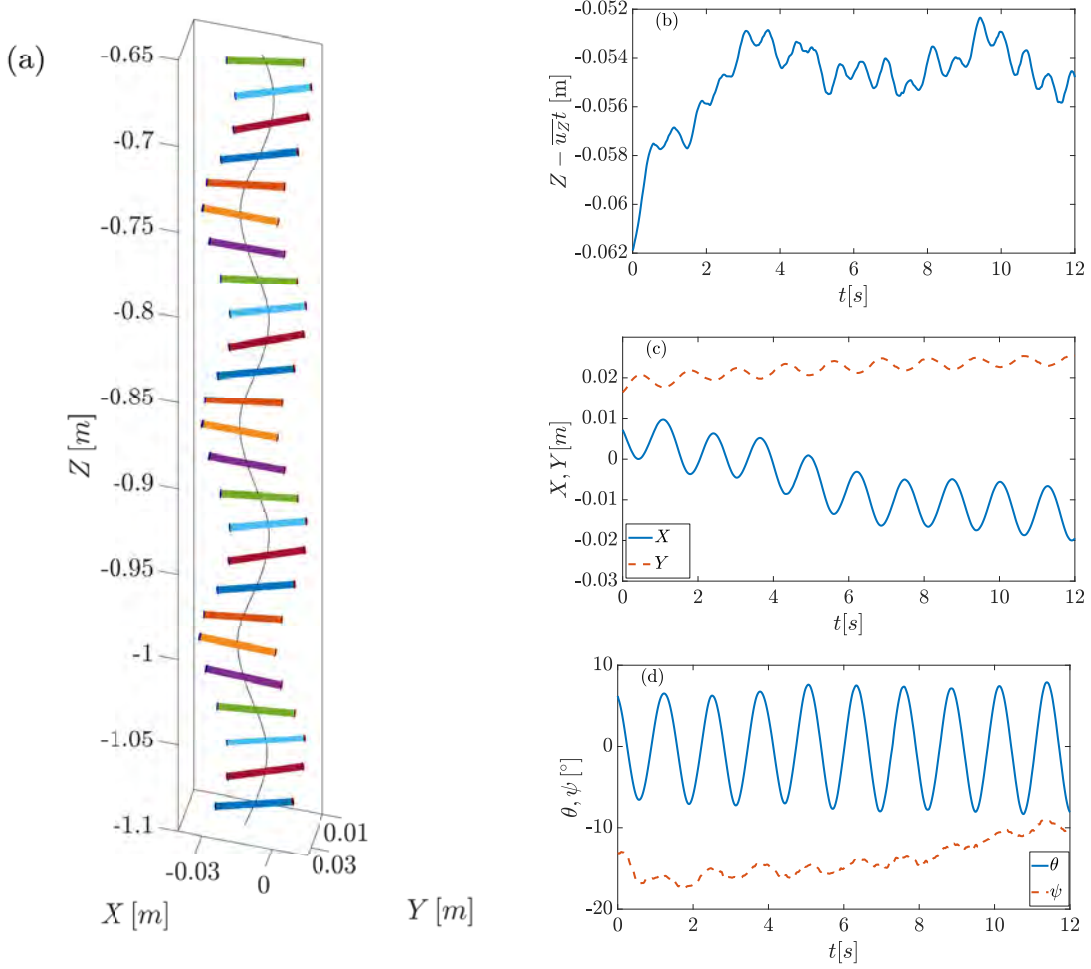 (a)
-0.65
-0.7
-0.75
-0.8
-0.85
-0.9
-0.95
-1
-1.05
-1.1
Z [m]
-0.03
0
0.01
0.03
X [m]
Y [m]
(b)
-0.052
-0.054
-0.056
-0.058
-0.06
-0.062
Z − u̅Z̅t [m]
0 2 4 6 8 10 12
t[s]
(c)
0.02
0.01
0
-0.01
-0.02
-0.03
X, Y [m]
X
Y
0 2 4 6 8 10 12
t[s]
(d)
10
0
-10
-20
θ, ψ [°]
θ
ψ
0 2 4 6 8 10 12
t[s]